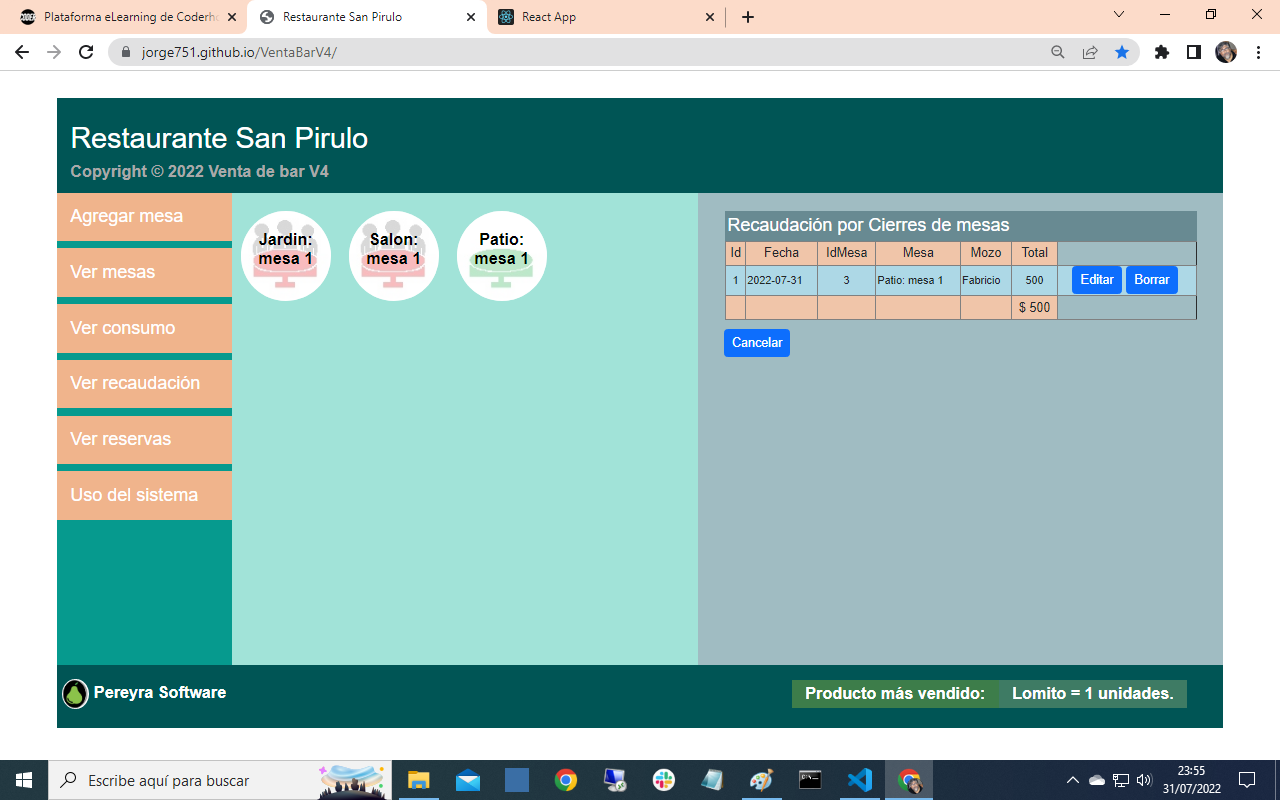 Plataforma eLearning de Coderho
Restaurante San Pirulo
React App
jorge751.github.io/VentaBarV4/
Restaurante San Pirulo
Copyright © 2022 Venta de bar V4
Agregar mesa
Ver mesas
Ver consumo
Ver recaudación
Ver reservas
Uso del sistema
Jardin:
mesa 1
Salon:
mesa 1
Patio:
mesa 1
Recaudación por Cierres de mesas
Id Fecha IdMesa Mesa Mozo Total
1 2022-07-31 3 Patio: mesa 1 Fabricio 500 Editar Borrar
$ 500
Cancelar
Pereyra Software
Producto más vendido: Lomito = 1 unidades.
Escribe aquí para buscar
23:55
31/07/2022